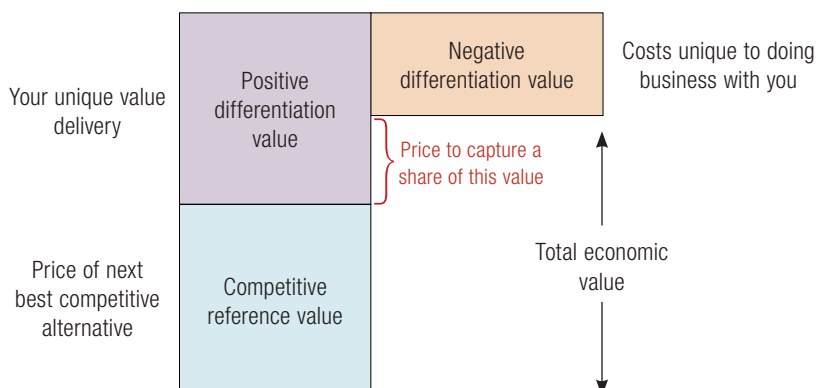 Your unique value
delivery
Positive
differentiation
value
Negative
differentiation value
Costs unique to doing
business with you
Price to capture a
share of this value
Price of next
best competitive
alternative
Competitive
reference value
Total economic
value